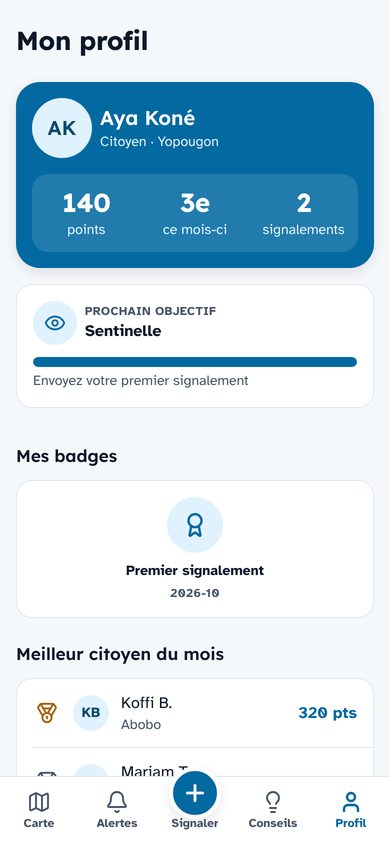 Mon profil
AK
Aya Koné
Citoyen · Yopougon
140
points
3e
ce mois-ci
2
signalements
PROCHAIN OBJECTIF
Sentinelle
Envoyez votre premier signalement
Mes badges
Premier signalement
2026-10
Meilleur citoyen du mois
KB
Koffi B.
Abobo
320 pts
Mariam T.
Carte
Alertes
Signaler
Conseils
Profil